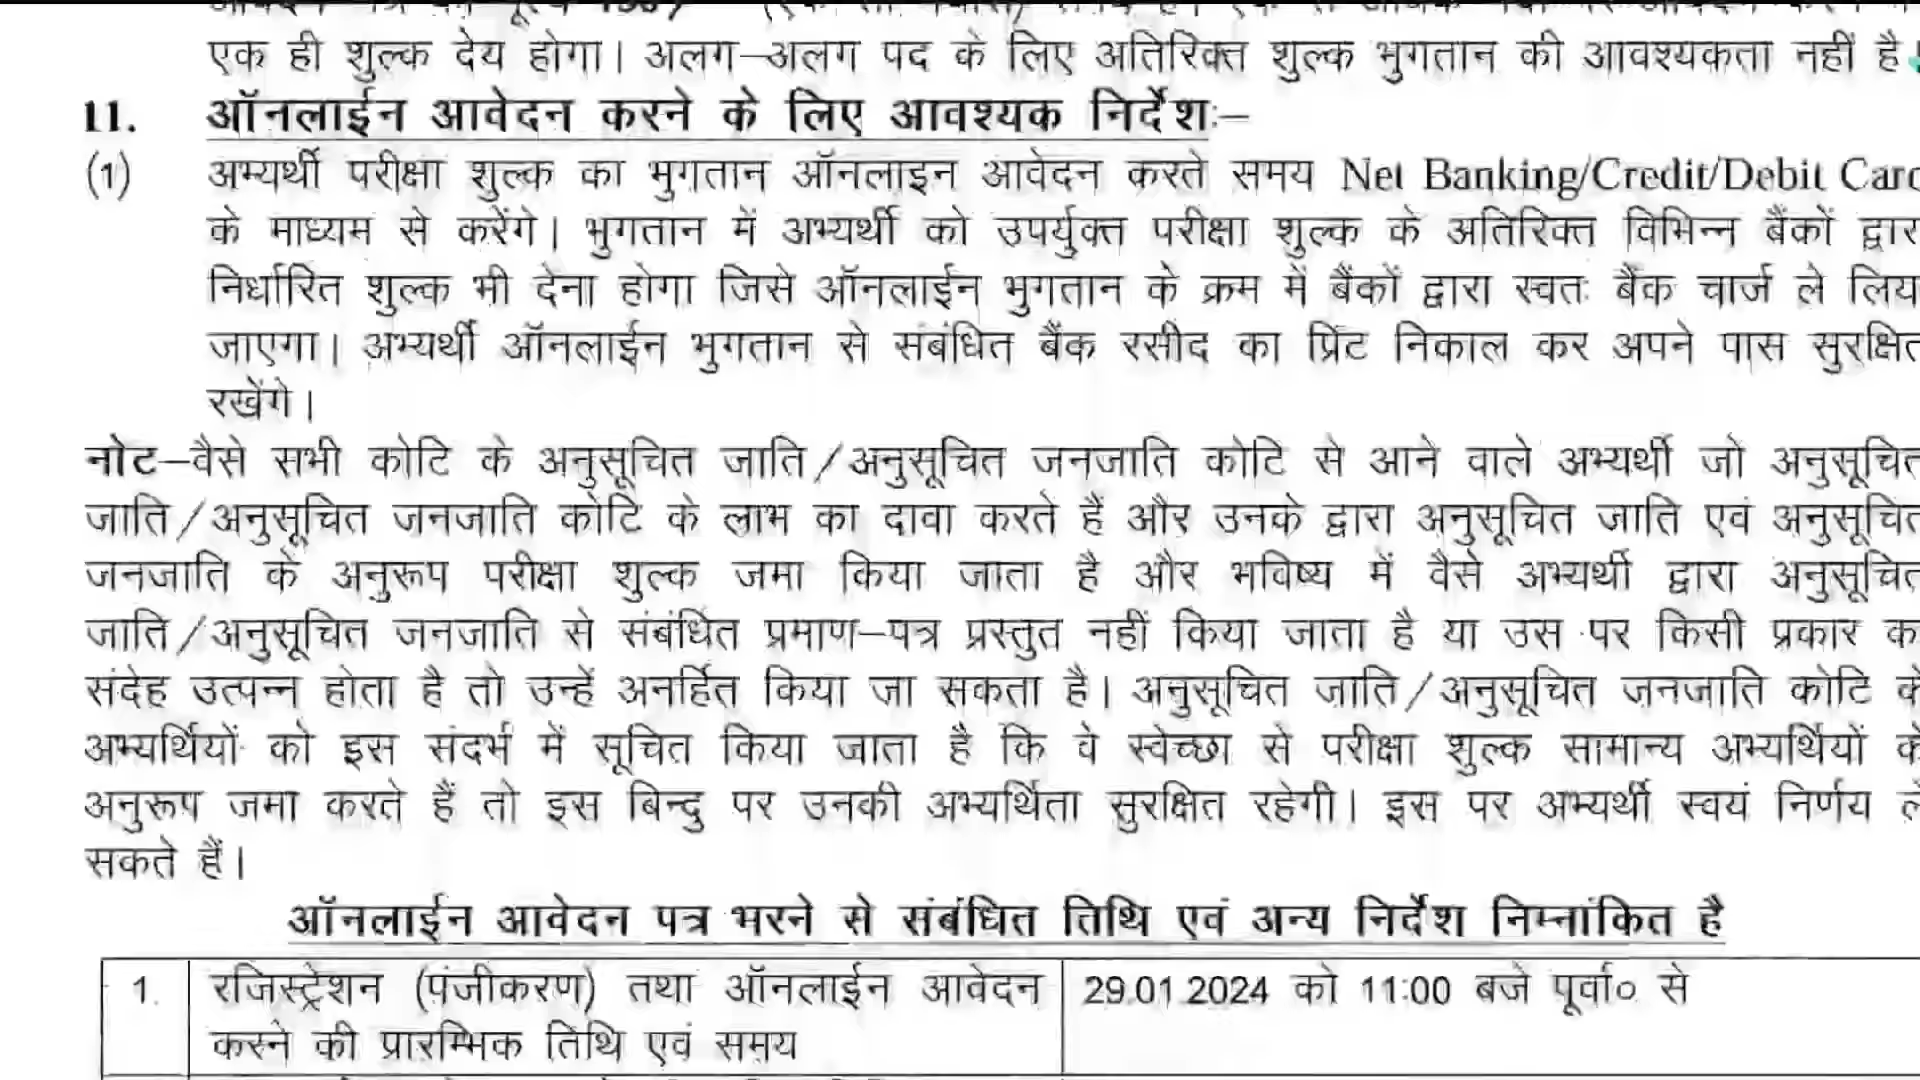 एक ही शुल्क देय होगा। अलग–अलग पद के लिए अतिरिक्त शुल्क भुगतान की आवश्यकता नहीं है
11. ऑनलाईन आवेदन करने के लिए आवश्यक निर्देशः–
(1) अभ्यर्थी परीक्षा शुल्क का भुगतान ऑनलाइन आवेदन करते समय Net Banking/Credit/Debit Card
के माध्यम से करेंगे। भुगतान में अभ्यर्थी को उपर्युक्त परीक्षा शुल्क के अतिरिक्त विभिन्न बैंकों द्वार
निर्धारित शुल्क भी देना होगा जिसे ऑनलाईन भुगतान के क्रम में बैंकों द्वारा स्वतः बैंक चार्ज ले लिय
जाएगा। अभ्यर्थी ऑनलाईन भुगतान से संबंधित बैंक रसीद का प्रिंट निकाल कर अपने पास सुरक्षित
रखेंगे।
नोट–वैसे सभी कोटि के अनुसूचित जाति/अनुसूचित जनजाति कोटि से आने वाले अभ्यर्थी जो अनुसूचित
जाति/अनुसूचित जनजाति कोटि के लाभ का दावा करते हैं और उनके द्वारा अनुसूचित जाति एवं अनुसूचित
जनजाति के अनुरूप परीक्षा शुल्क जमा किया जाता है और भविष्य में वैसे अभ्यर्थी द्वारा अनुसूचित
जाति/अनुसूचित जनजाति से संबंधित प्रमाण–पत्र प्रस्तुत नहीं किया जाता है या उस पर किसी प्रकार क
संदेह उत्पन्न होता है तो उन्हें अनर्हित किया जा सकता है। अनुसूचित जाति/अनुसूचित जनजाति कोटि के
अभ्यर्थियों को इस संदर्भ में सूचित किया जाता है कि वे स्वेच्छा से परीक्षा शुल्क सामान्य अभ्यर्थियों के
अनुरूप जमा करते हैं तो इस बिन्दु पर उनकी अभ्यर्थिता सुरक्षित रहेगी। इस पर अभ्यर्थी स्वयं निर्णय ले
सकते हैं।
ऑनलाईन आवेदन पत्र भरने से संबंधित तिथि एवं अन्य निर्देश निम्नांकित है
1. रजिस्ट्रेशन (पंजीकरण) तथा ऑनलाईन आवेदन 29.01.2024 को 11:00 बजे पूर्वा० से
करने की प्रारम्भिक तिथि एवं समय